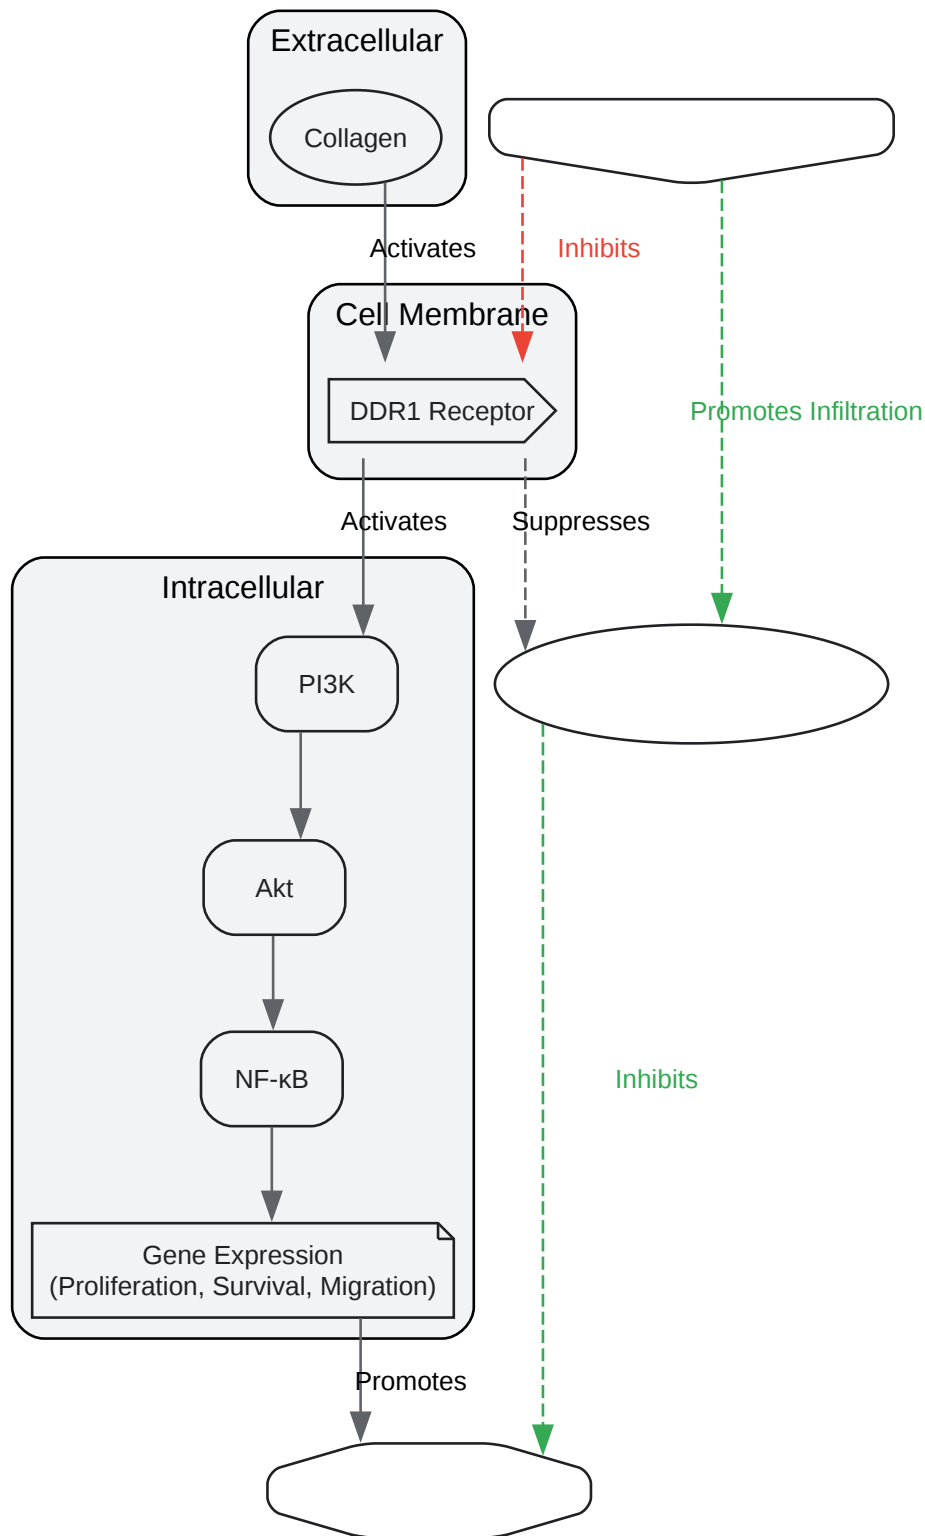 Extracellular
Collagen
Activates
Inhibits
Cell Membrane
DDR1 Receptor
Promotes Infiltration
Activates
Suppresses
Intracellular
PI3K
Akt
NF-κB
Inhibits
Gene Expression
(Proliferation, Survival, Migration)
Promotes